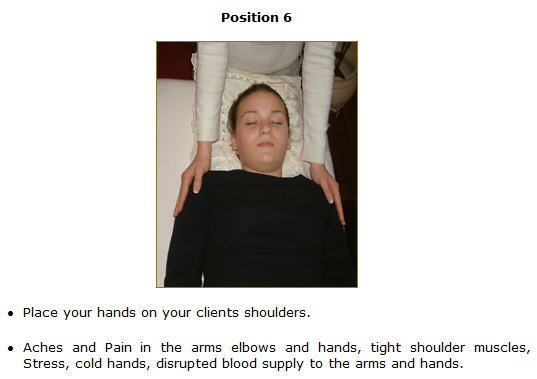 Position 6
Place your hands on your clients shoulders.
Aches and Pain in the arms elbows and hands, tight shoulder muscles,
Stress, cold hands, disrupted blood supply to the arms and hands.